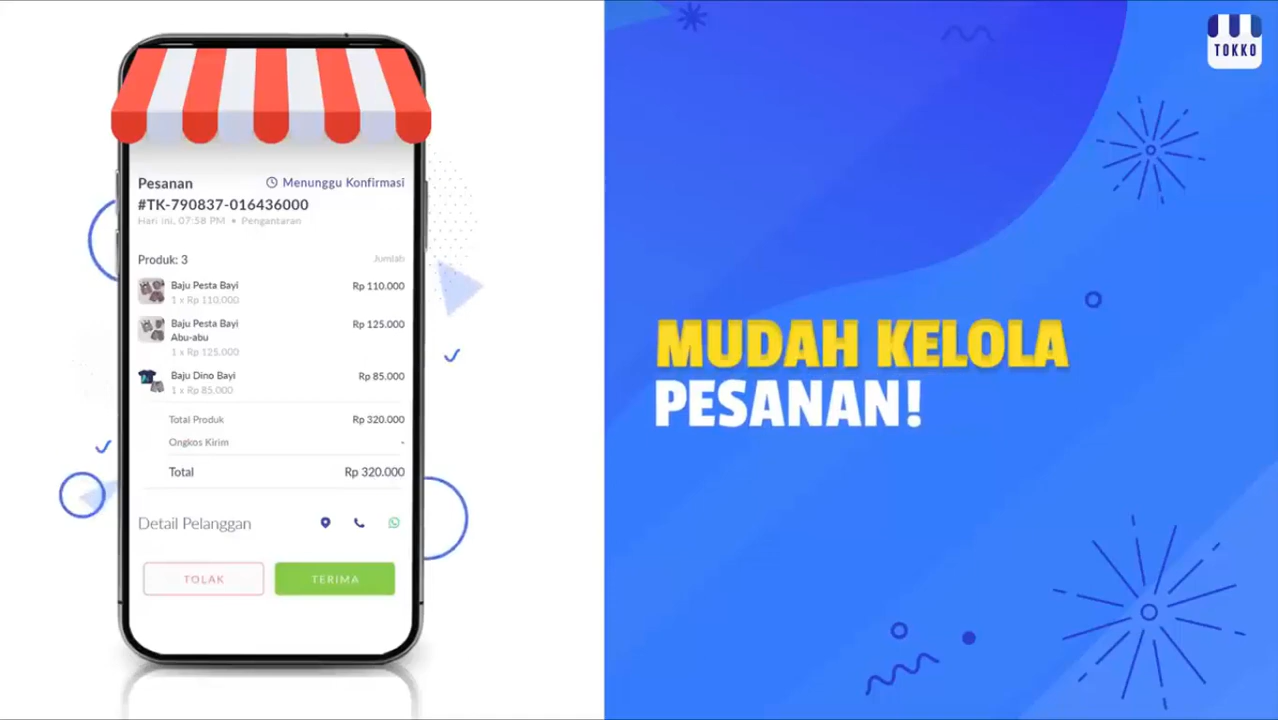 Pesanan
Menunggu Konfirmasi
#TK-790837-016436000
Hari ini, 07:58 PM • Pengantaran
Produk: 3
Jumlah
Baju Pesta Bayi
Rp 110.000
1 x Rp 110.000
Baju Pesta Bayi
Rp 125.000
Abu-abu
1 x Rp 125.000
Baju Dino Bayi
Rp 85.000
1 x Rp 85.000
Total Produk
Rp 320.000
Ongkos Kirim
-
Total
Rp 320.000
Detail Pelanggan
TOLAK
TERIMA
TOKKO
MUDAH KELOLA
PESANAN!